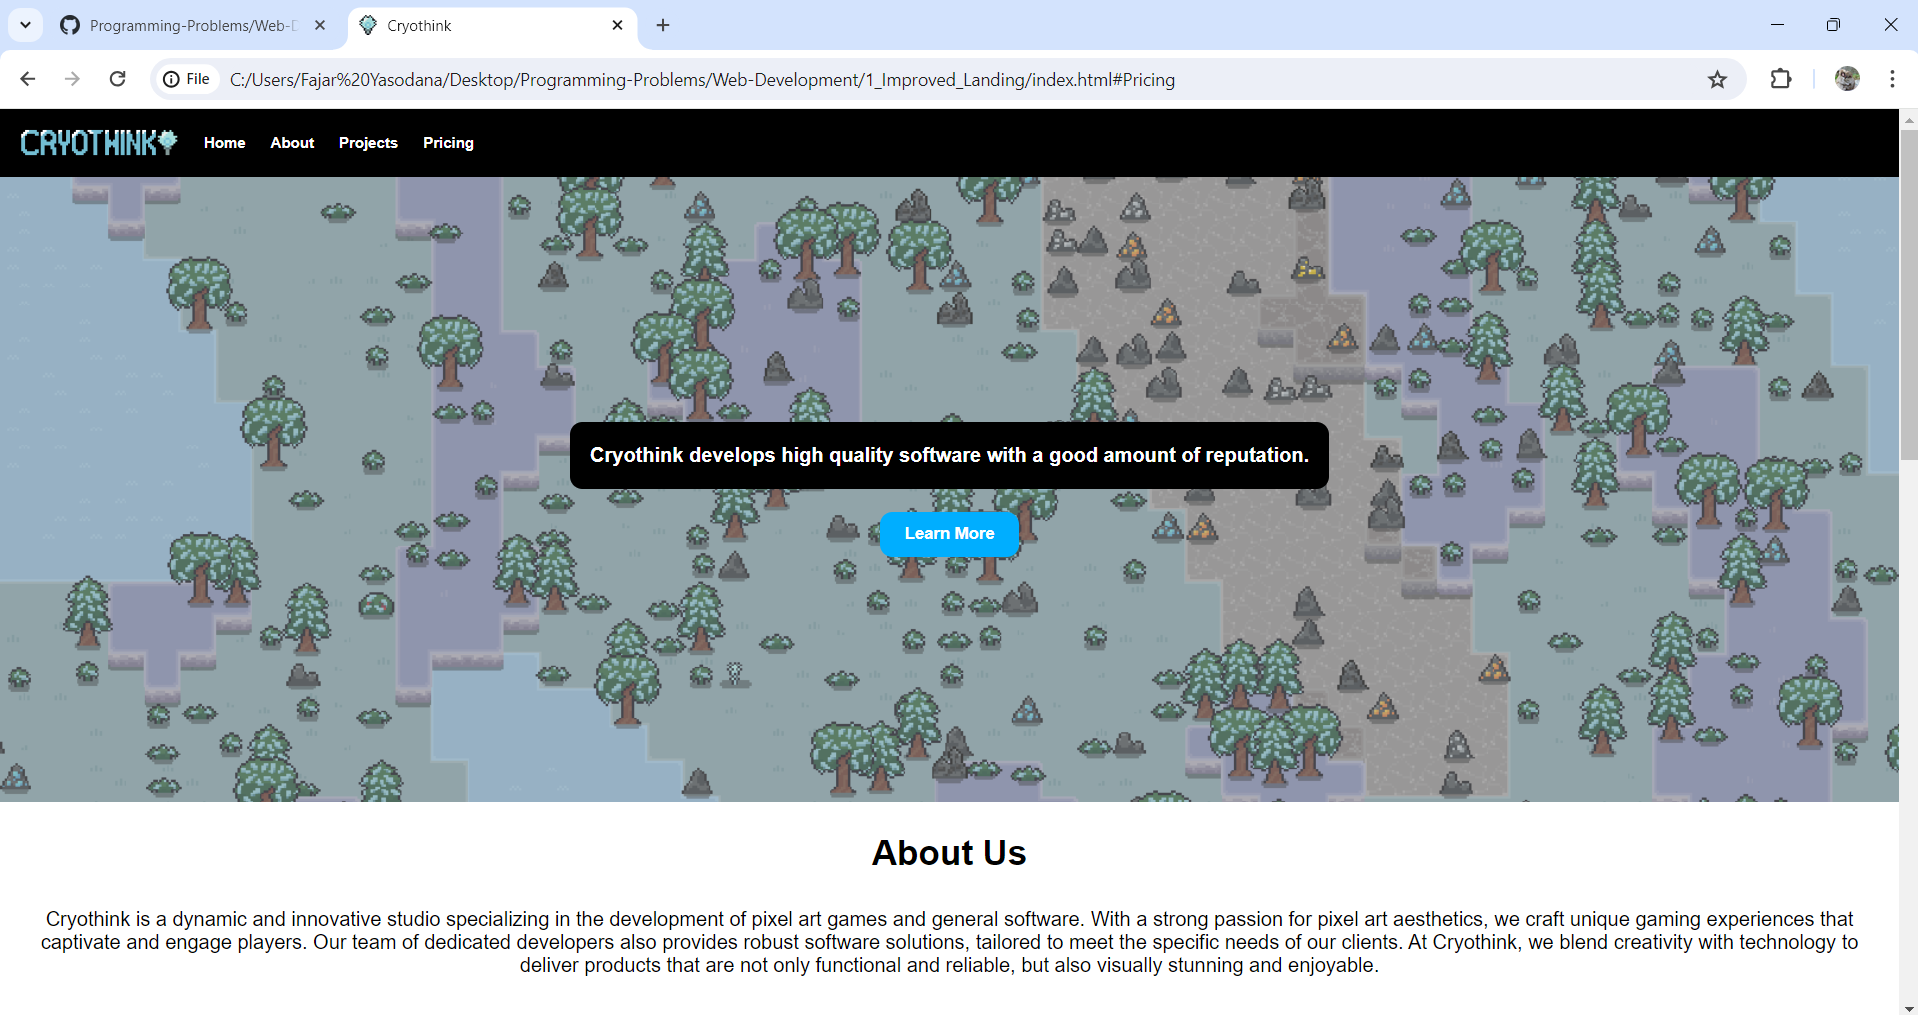 Programming-Problems/Web-D
Cryothink
File
C:/Users/Fajar%20Yasodana/Desktop/Programming-Problems/Web-Development/1_Improved_Landing/index.html#Pricing
CRYOTHINK
Home
About
Projects
Pricing
Cryothink develops high quality software with a good amount of reputation.
Learn More
About Us
Cryothink is a dynamic and innovative studio specializing in the development of pixel art games and general software. With a strong passion for pixel art aesthetics, we craft unique gaming experiences that
captivate and engage players. Our team of dedicated developers also provides robust software solutions, tailored to meet the specific needs of our clients. At Cryothink, we blend creativity with technology to
deliver products that are not only functional and reliable, but also visually stunning and enjoyable.